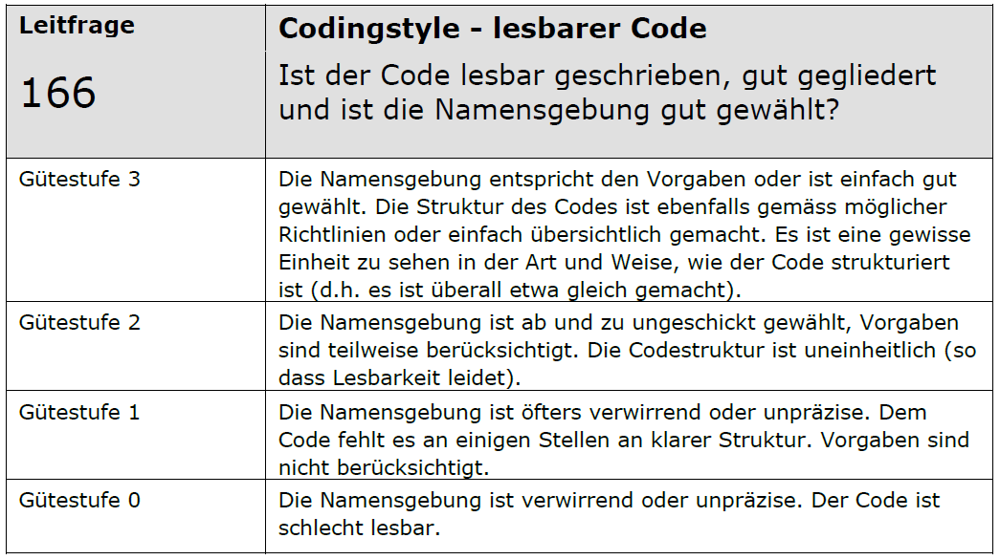 Leitfrage
166
Codingstyle - lesbarer Code
Ist der Code lesbar geschrieben, gut gegliedert
und ist die Namensgebung gut gewählt?
Gütestufe 3
Die Namensgebung entspricht den Vorgaben oder ist einfach gut
gewählt. Die Struktur des Codes ist ebenfalls gemäss möglicher
Richtlinien oder einfach übersichtlich gemacht. Es ist eine gewisse
Einheit zu sehen in der Art und Weise, wie der Code strukturiert
ist (d.h. es ist überall etwa gleich gemacht).
Gütestufe 2
Die Namensgebung ist ab und zu ungeschickt gewählt, Vorgaben
sind teilweise berücksichtigt. Die Codestruktur ist uneinheitlich (so
dass Lesbarkeit leidet).
Gütestufe 1
Die Namensgebung ist öfters verwirrend oder unpräzise. Dem
Code fehlt es an einigen Stellen an klarer Struktur. Vorgaben sind
nicht berücksichtigt.
Gütestufe 0
Die Namensgebung ist verwirrend oder unpräzise. Der Code ist
schlecht lesbar.